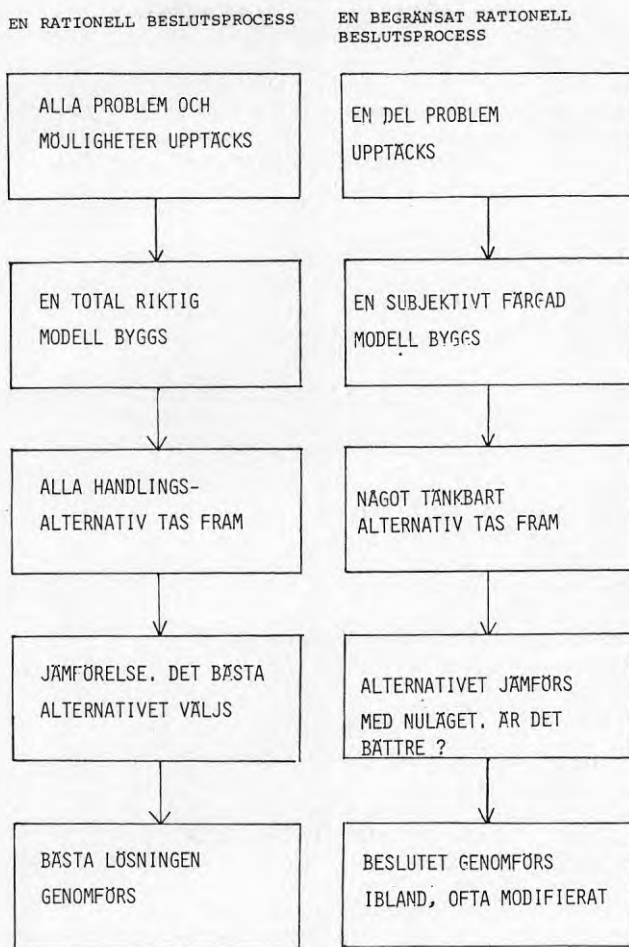 EN RATIONELL BESLUTSPROCESS
ALLA PROBLEM OCH
MÖJLIGHETER UPPTÄCKS
EN TOTAL RIKTIG
MODELL BYGGS
ALLA HANDLINGS-
ALTERNATIV TAS FRAM
JÄMFÖRELSE. DET BÄSTA
ALTERNATIVET VÄLJS
BÄSTA LÖSNINGEN
GENOMFÖRS
EN BEGRÄNSAT RATIONELL
BESLUTSPROCESS
EN DEL PROBLEM
UPPTÄCKS
EN SUBJEKTIVT FÄRGAD
MODELL BYGGS
NÅGOT TÄNKBART
ALTERNATIV TAS FRAM
ALTERNATIVET JÄMFÖRS
MED NULÄGET. ÄR DET
BÄTTRE ?
BESLUTET GENOMFÖRS
IBLAND, OFTA MODIFIERAT